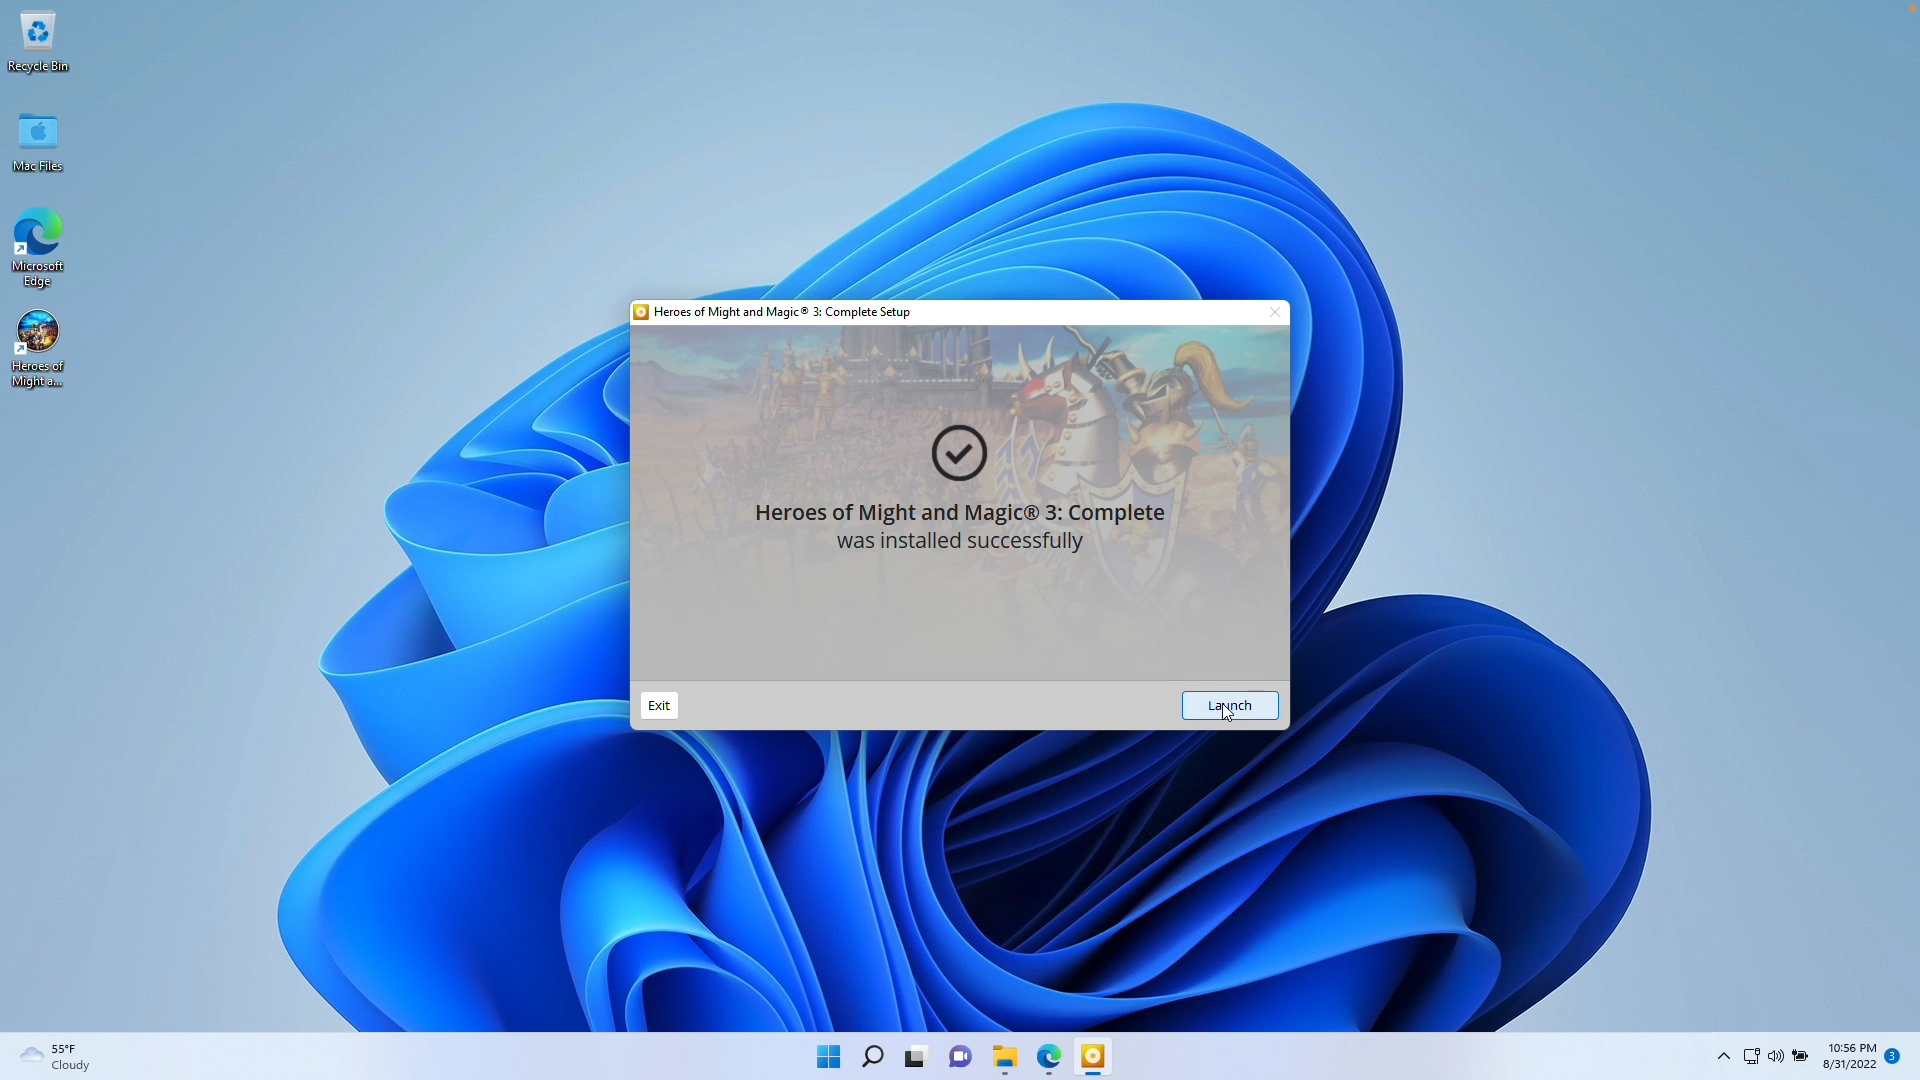 Recycle Bin
Mac Files
Microsoft
Edge
Heroes of
Might a...
Heroes of Might and Magic® 3: Complete Setup
Heroes of Might and Magic® 3: Complete
was installed successfully
Exit
Launch
55°F
Cloudy
10:56 PM
8/31/2022
3